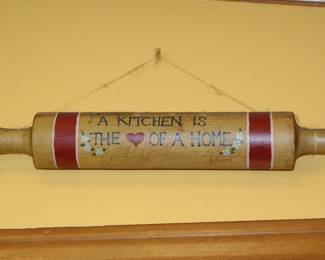 A KITCHEN IS
THE ❤ OF A HOME